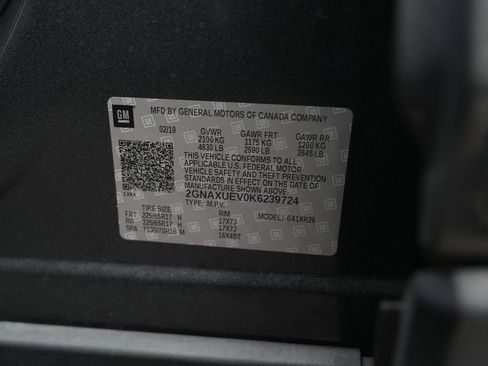 GM
MFD BY GENERAL MOTORS OF CANADA COMPANY
02/19 GVWR GAWR FRT GAWR RR
2100 KG 1175 KG 1200 KG
4630 LB 2590 LB 2645 LB
THIS VEHICLE CONFORMS TO ALL
APPLICABLE U.S. FEDERAL MOTOR
VEHICLE SAFETY AND THEFT
PREVENTION STANDARDS IN
EFFECT ON THE DATE OF
MANUFACTURE SHOWN ABOVE.
2GNAXUEV0K6239724
TYPE: M.P.V. MODEL: 041XR26
TIRE SIZE RIM
FRT 225/65R17 H 17X7J
RR 225/65R17 H 17X7J
SPA T135/70R16 M 16X4BT